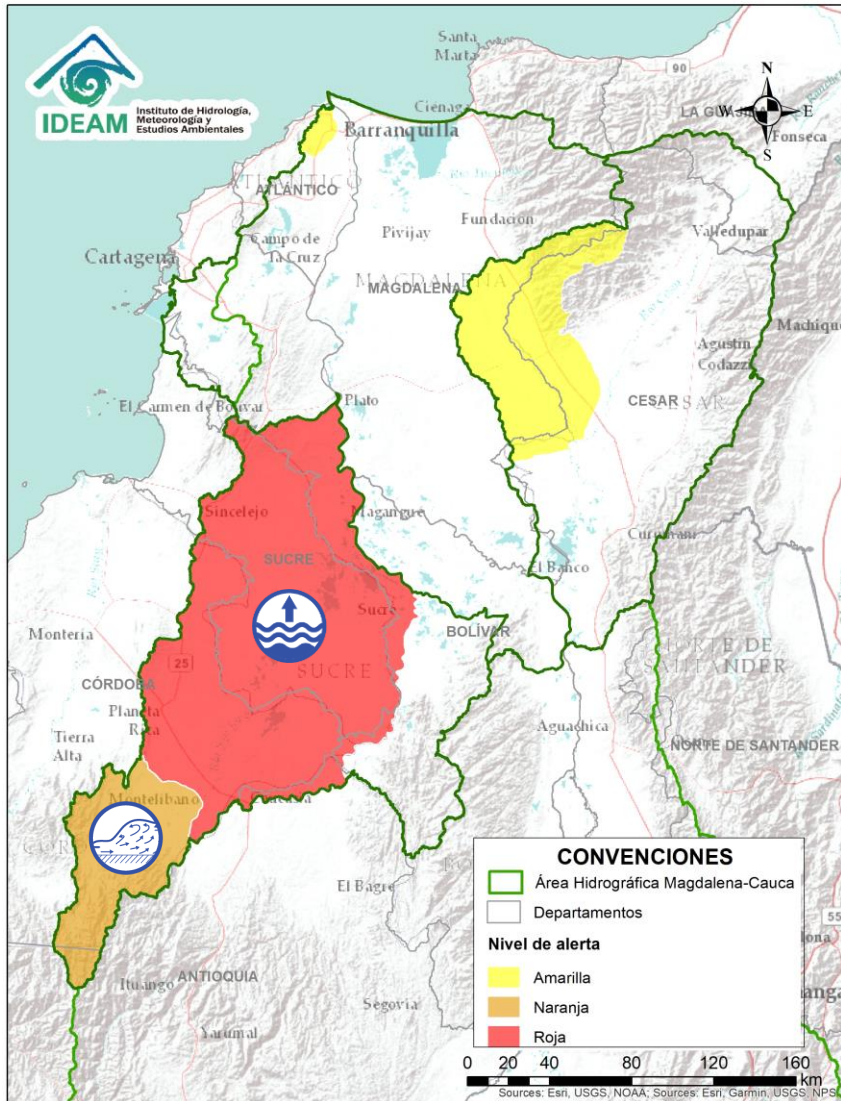 IDEAM
Instituto de Hidrología,
Meteorología y
Estudios Ambientales
Santa
Marta
90
N
W
E
S
Ciénaga
Barranquilla
Fonseca
ATLÁNTICO
Fundación
Campo de
la Cruz
Pivijay
Valledupar
Cartagena
MAGDALENA
MAGDALENA
Machique
Agustín
Codazzi
El Carmen de Bolívar
Plato
CESAR
CESAR
Sincelejo
Magangué
SUCRE
El Banco
Sucre
BOLÍVAR
Montería
25
SUCRE
NORTE DE
SANTANDER
CÓRDOBA
Planeta
Rica
Tierra
Alta
Aguachica
NORTE DE SANTANDER
Montelíbano
El Bagre
Ituango
ANTIOQUIA
Segovia
Yarumal
55
CONVENCIONES
Área Hidrográfica Magdalena-Cauca
Departamentos
Nivel de alerta
Amarilla
Naranja
Roja
0 20 40 80 120 160
km
Sources: Esri, USGS, NOAA; Sources: Esri, Garmin, USGS, NPS